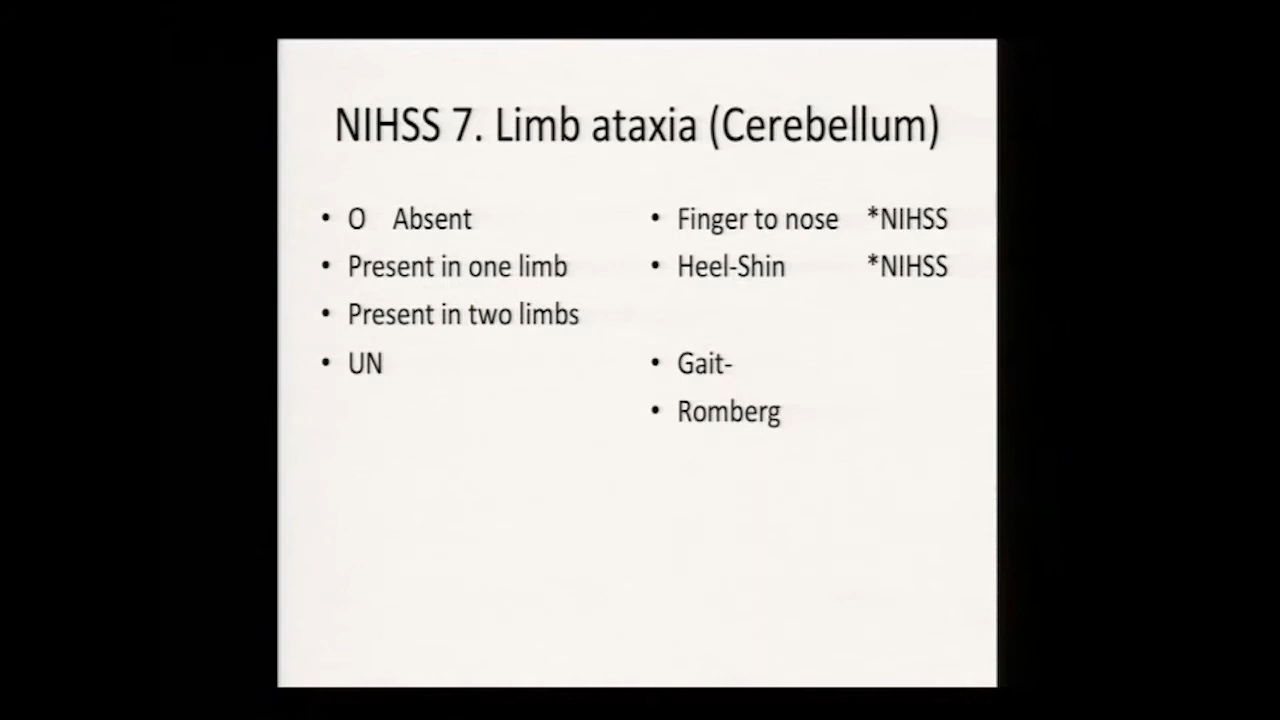 NIHSS 7. Limb ataxia (Cerebellum)
• O Absent
• Present in one limb
• Present in two limbs
• UN
• Finger to nose *NIHSS
• Heel-Shin *NIHSS
• Gait-
• Romberg